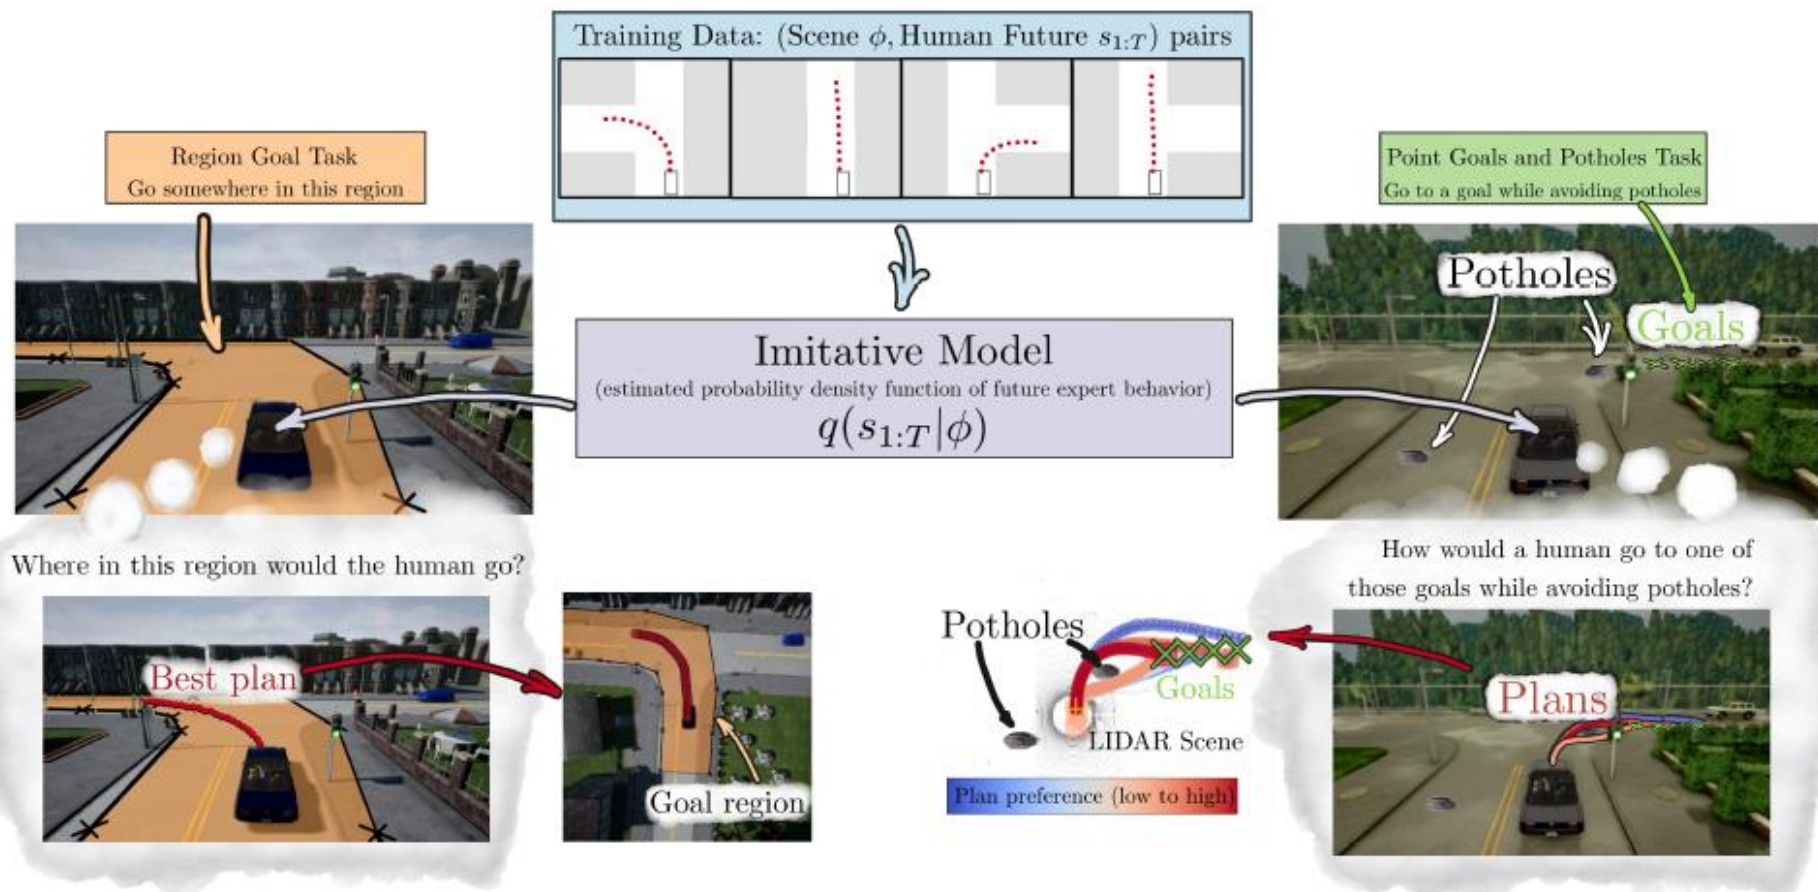 Training Data: (Scene ϕ, Human Future s₁:T) pairs
Region Goal Task
Go somewhere in this region
Point Goals and Potholes Task
Go to a goal while avoiding potholes
Potholes
Goals
Imitative Model
(estimated probability density function of future expert behavior)
q(s₁:T|ϕ)
Where in this region would the human go?
Best plan
Goal region
How would a human go to one of
those goals while avoiding potholes?
Potholes
Goals
LIDAR Scene
Plan preference (low to high)
Plans